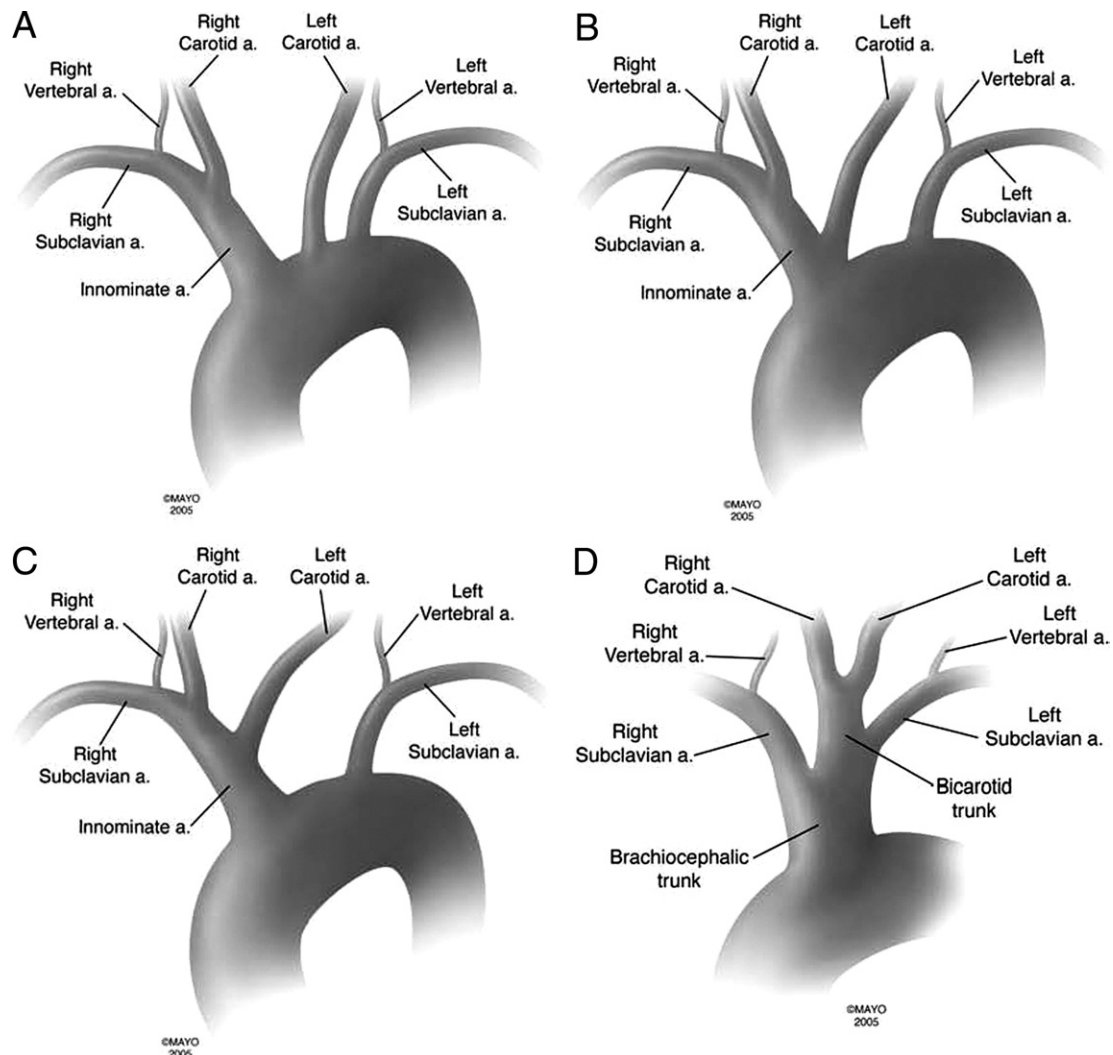 A
Right
Carotid a.
Left
Carotid a.
Right
Vertebral a.
Left
Vertebral a.
Right
Subclavian a.
Left
Subclavian a.
Innominate a.
©MAYO
2005
B
Right
Carotid a.
Left
Carotid a.
Right
Vertebral a.
Left
Vertebral a.
Right
Subclavian a.
Left
Subclavian a.
Innominate a.
©MAYO
2005
C
Right
Carotid a.
Left
Carotid a.
Right
Vertebral a.
Left
Vertebral a.
Right
Subclavian a.
Left
Subclavian a.
Innominate a.
©MAYO
2005
D
Right
Carotid a.
Left
Carotid a.
Right
Vertebral a.
Left
Vertebral a.
Right
Subclavian a.
Left
Subclavian a.
Bicarotid
trunk
Brachiocephalic
trunk
©MAYO
2005